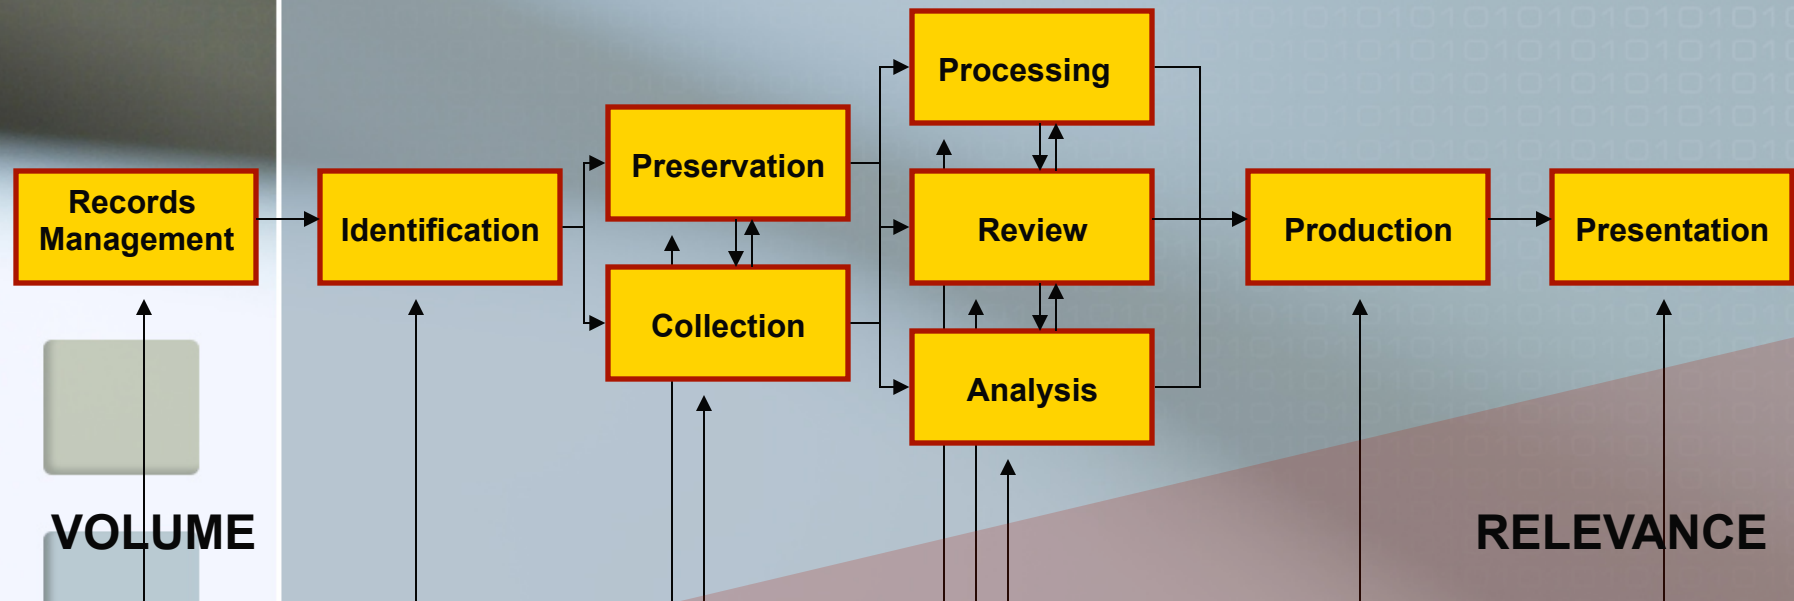 Records
Management
Identification
Preservation
Collection
Processing
Review
Analysis
Production
Presentation
VOLUME
RELEVANCE